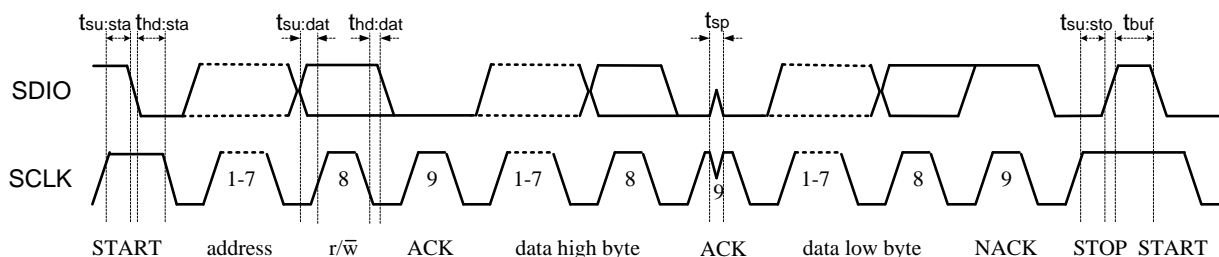 tsu:sta thd:sta tsu:dat thd:dat tsp tsu:sto tbuf
SDIO
SCLK 1-7 8 9 1-7 8 9 1-7 8 9
START address r/w̅ ACK data high byte ACK data low byte NACK STOP START